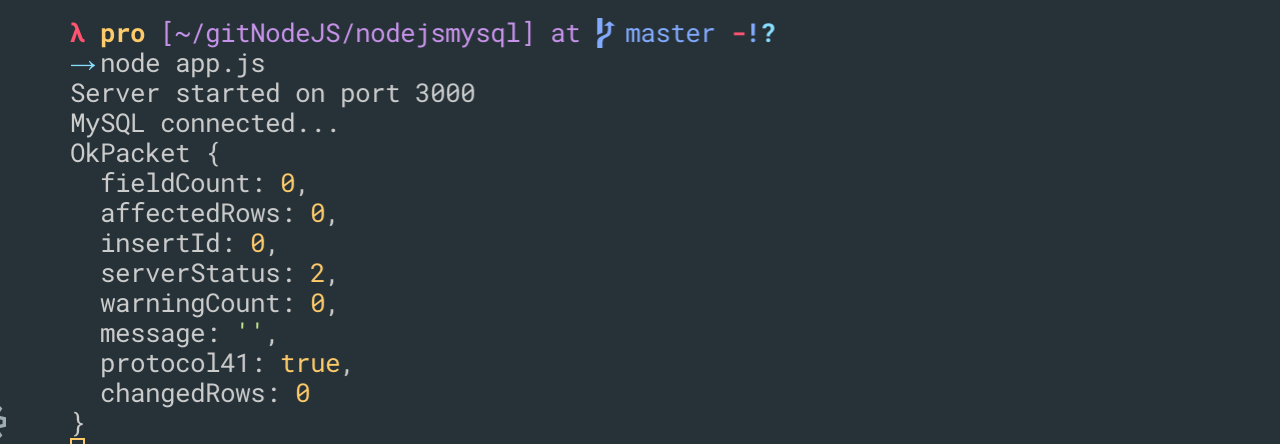 λ pro [~/gitNodeJS/nodejsmysql] at master -!?
→node app.js
Server started on port 3000
MySQL connected...
OkPacket {
  fieldCount: 0,
  affectedRows: 0,
  insertId: 0,
  serverStatus: 2,
  warningCount: 0,
  message: '',
  protocol41: true,
  changedRows: 0
}